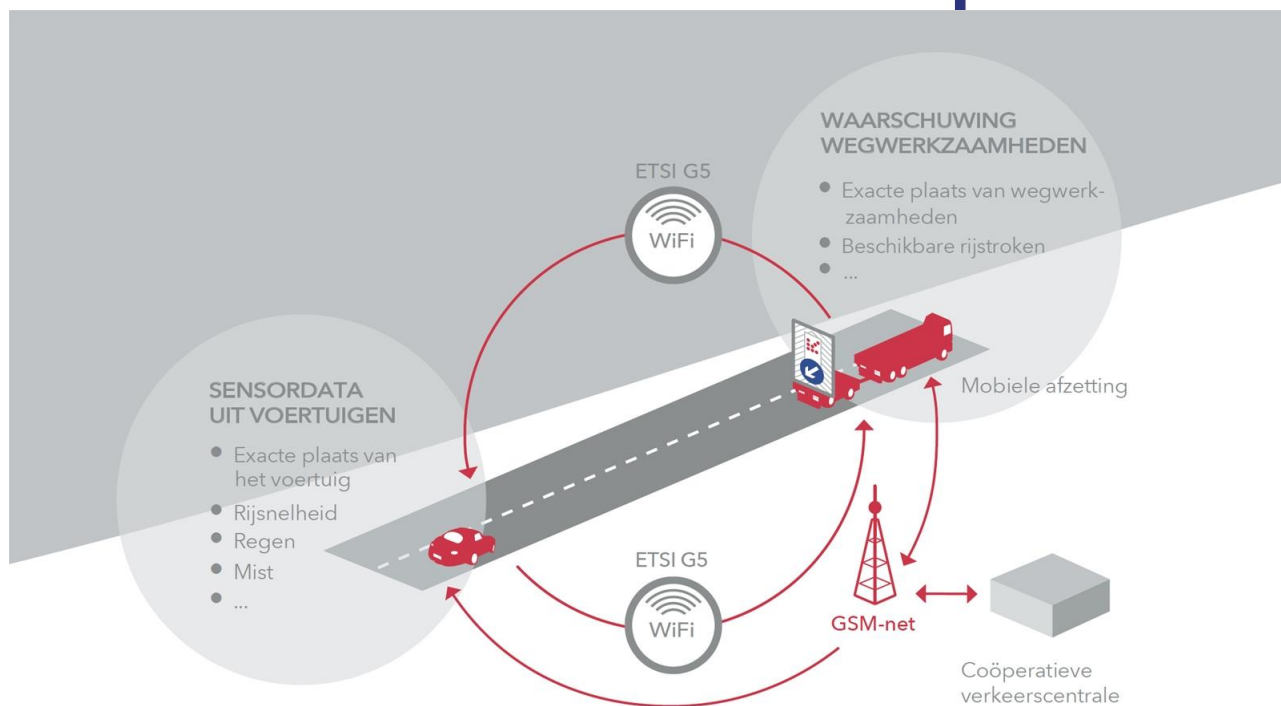 WAARSCHUWING
WEGWERKZAAMHEDEN
• Exacte plaats van wegwerk-
zaamheden
• Beschikbare rijstroken
• ...
ETSI G5
WiFi
Mobiele afzetting
SENSORDATA
UIT VOERTUIGEN
• Exacte plaats van
het voertuig
• Rijsnelheid
• Regen
• Mist
• ...
ETSI G5
WiFi
GSM-net
Coöperatieve
verkeerscentrale